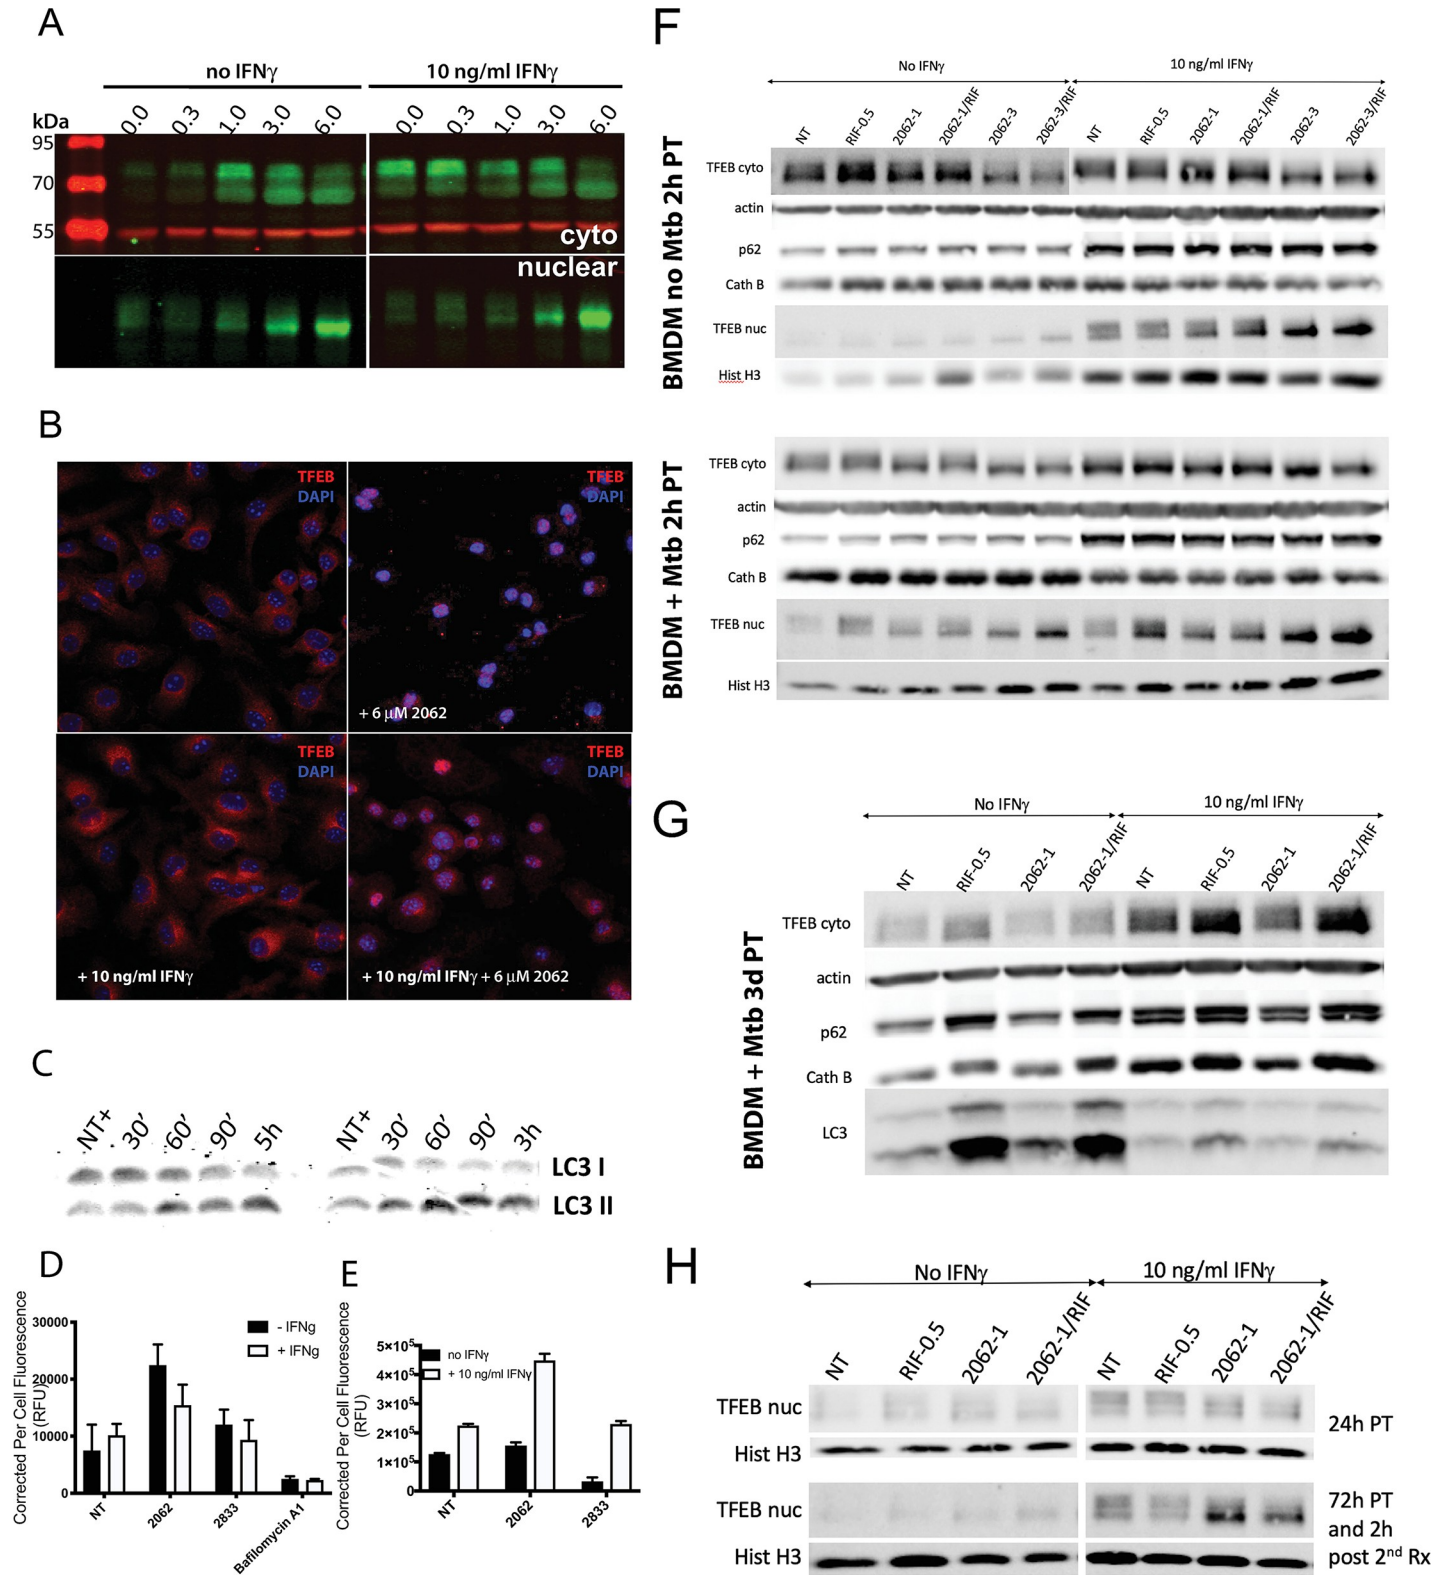 A
no IFNγ
10 ng/ml IFNγ
kDa
0.0
0.3
1.0
3.0
6.0
0.0
0.3
1.0
3.0
6.0
95
70
55
cyto
nuclear
B
TFEB
DAPI
TFEB
DAPI
+ 6 μM 2062
TFEB
DAPI
TFEB
DAPI
+ 10 ng/ml IFNγ
+ 10 ng/ml IFNγ + 6 μM 2062
C
NT+
30′
60′
90′
5h
NT+
30′
60′
90′
3h
LC3 I
LC3 II
D
Corrected Per Cell Fluorescence
(RFU)
30000
20000
10000
0
- IFNg
+ IFNg
NT
2062
2833
Bafilomycin A1
E
Corrected Per Cell Fluorescence
(RFU)
5×10⁵
4×10⁵
3×10⁵
2×10⁵
1×10⁵
0
no IFNγ
+ 10 ng/ml IFNγ
NT
2062
2833
F
No IFNγ
10 ng/ml IFNγ
NT
RIF-0.5
2062-1
2062-1/RIF
2062-3
2062-3/RIF
NT
RIF-0.5
2062-1
2062-1/RIF
2062-3
2062-3/RIF
BMDM no Mtb 2h PT
TFEB cyto
actin
p62
Cath B
TFEB nuc
Hist H3
BMDM + Mtb 2h PT
TFEB cyto
actin
p62
Cath B
TFEB nuc
Hist H3
G
No IFNγ
10 ng/ml IFNγ
NT
RIF-0.5
2062-1
2062-1/RIF
NT
RIF-0.5
2062-1
2062-1/RIF
BMDM + Mtb 3d PT
TFEB cyto
actin
p62
Cath B
LC3
H
No IFNγ
10 ng/ml IFNγ
NT
RIF-0.5
2062-1
2062-1/RIF
NT
RIF-0.5
2062-1
2062-1/RIF
TFEB nuc
Hist H3
24h PT
TFEB nuc
Hist H3
72h PT
and 2h
post 2nd Rx